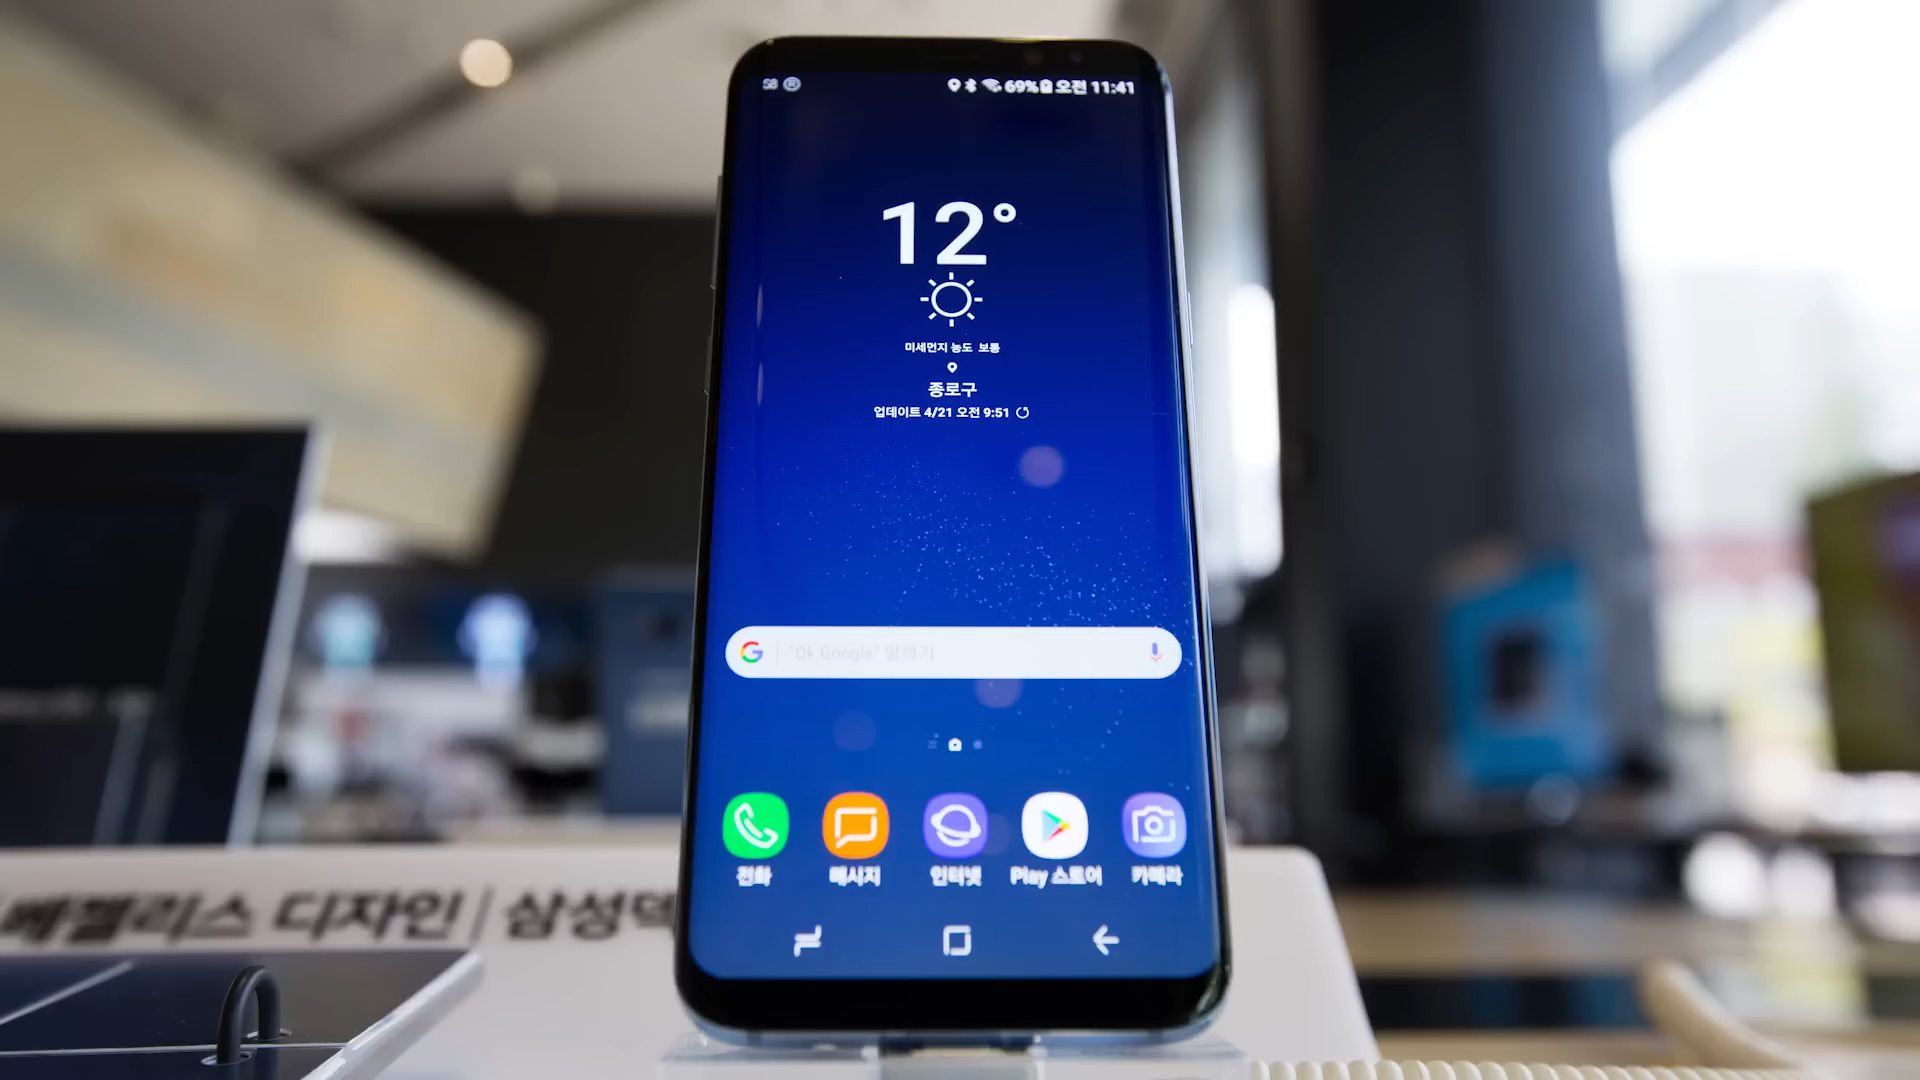 S8 69% 오전 11:41
12°
미세먼지 농도 보통
종로구
업데이트 4/21 오전 9:51
"Ok Google" 말하기
전화 메시지 인터넷 Play 스토어 카메라
베젤리스 디자인 | 삼성덱